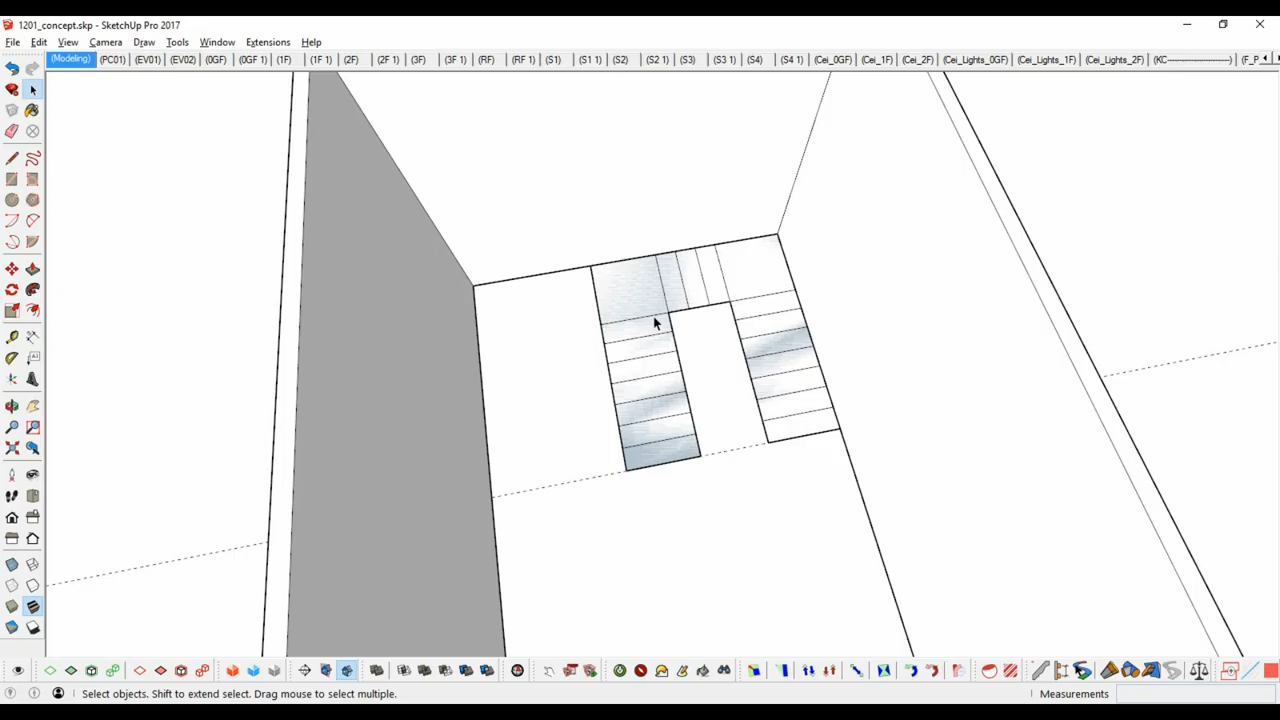 1201_concept.skp - SketchUp Pro 2017
File Edit View Camera Draw Tools Window Extensions Help
(Modeling) (PC01) (EV01) (EV02) (0GF) (0GF 1) (1F) (1F 1) (2F) (2F 1) (3F) (3F 1) (RF) (RF 1) (S1) (S1 1) (S2) (S2 1) (S3) (S3 1) (S4) (S4 1) (Cei_0GF) (Cei_1F) (Cei_2F) (Cei_Lights_0GF) (Cei_Lights_1F) (Cei_Lights_2F) (KC----------------) (F_P
Select objects. Shift to extend select. Drag mouse to select multiple.
Measurements